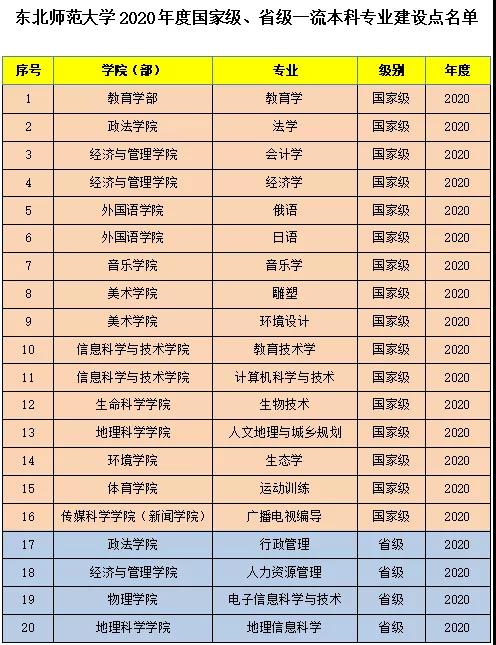 东北师范大学2020年度国家级、省级一流本科专业建设点名单
序号 学院（部） 专业 级别 年度
1 教育学部 教育学 国家级 2020
2 政法学院 法学 国家级 2020
3 经济与管理学院 会计学 国家级 2020
4 经济与管理学院 经济学 国家级 2020
5 外国语学院 俄语 国家级 2020
6 外国语学院 日语 国家级 2020
7 音乐学院 音乐学 国家级 2020
8 美术学院 雕塑 国家级 2020
9 美术学院 环境设计 国家级 2020
10 信息科学与技术学院 教育技术学 国家级 2020
11 信息科学与技术学院 计算机科学与技术 国家级 2020
12 生命科学学院 生物技术 国家级 2020
13 地理科学学院 人文地理与城乡规划 国家级 2020
14 环境学院 生态学 国家级 2020
15 体育学院 运动训练 国家级 2020
16 传媒科学学院（新闻学院） 广播电视编导 国家级 2020
17 政法学院 行政管理 省级 2020
18 经济与管理学院 人力资源管理 省级 2020
19 物理学院 电子信息科学与技术 省级 2020
20 地理科学学院 地理信息科学 省级 2020